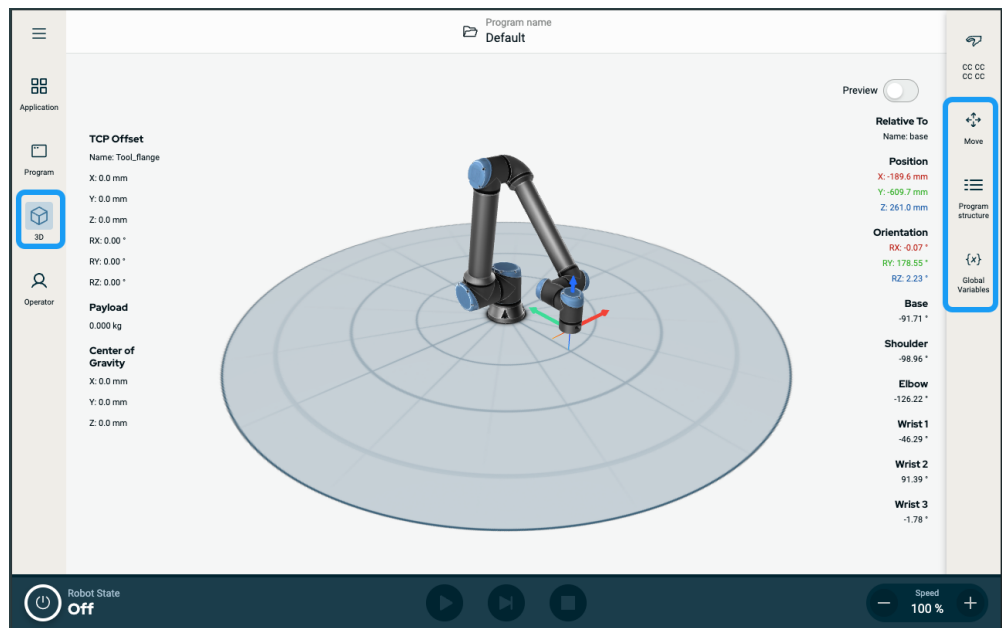 Program name
Default
CC CC
CC CC
Application
Program
3D
Operator
TCP Offset
Name: Tool_flange
X: 0.0 mm
Y: 0.0 mm
Z: 0.0 mm
RX: 0.00 °
RY: 0.00 °
RZ: 0.00 °
Payload
0.000 kg
Center of
Gravity
X: 0.0 mm
Y: 0.0 mm
Z: 0.0 mm
Preview
Relative To
Name: base
Position
X: -189.6 mm
Y: -609.7 mm
Z: 261.0 mm
Orientation
RX: -0.07 °
RY: 178.55 °
RZ: 2.23 °
Base
-91.71 °
Shoulder
-98.96 °
Elbow
-126.22 °
Wrist 1
-46.29 °
Wrist 2
91.39 °
Wrist 3
-1.78 °
Move
Program
structure
{x}
Global
Variables
Robot State
Off
Speed
100 %